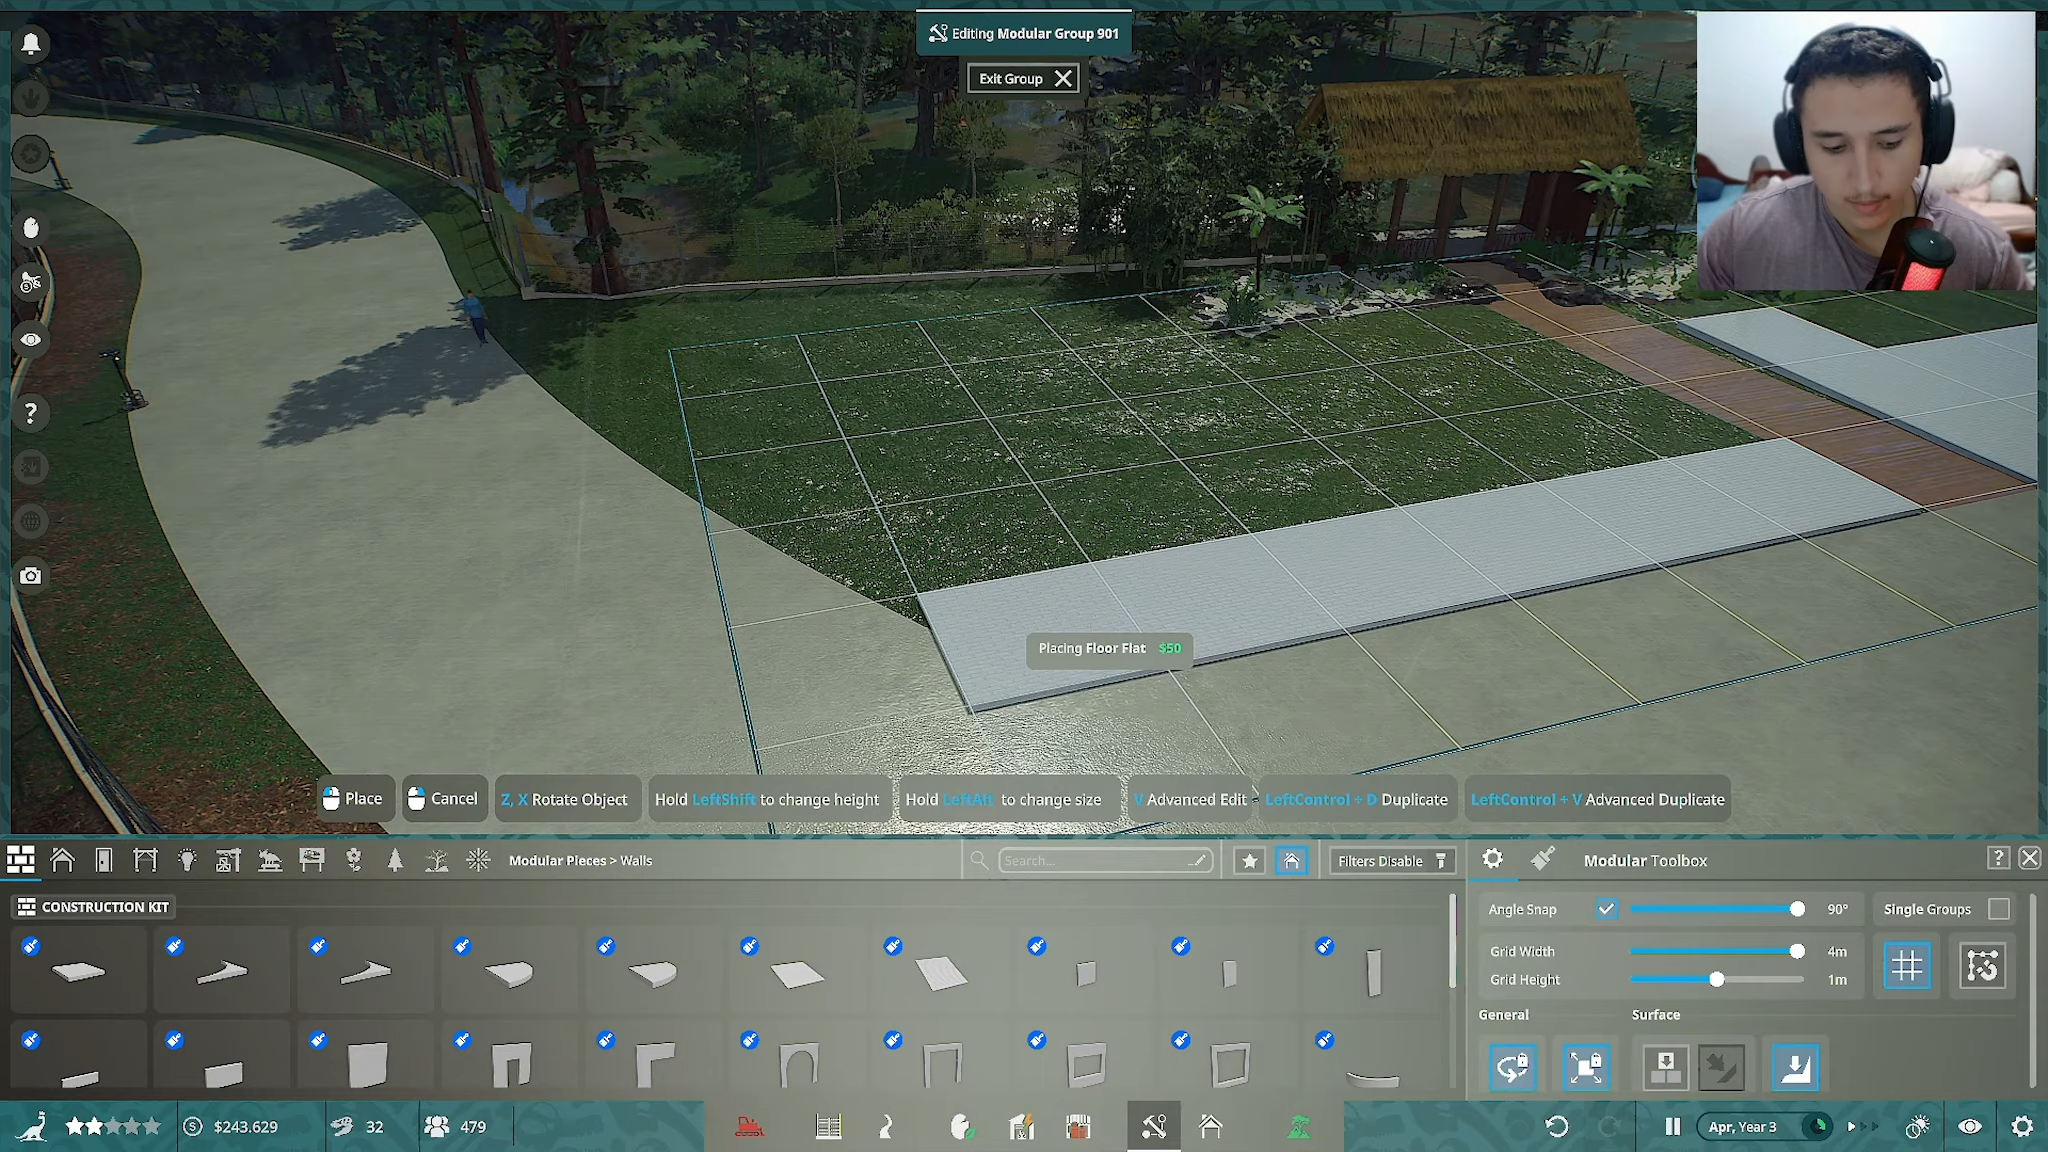 Editing Modular Group 901
Exit Group
Placing Floor Flat $50
Place
Cancel
Z, X Rotate Object
Hold LeftShift to change height
Hold LeftAlt to change size
V Advanced Edit
LeftControl + D Duplicate
LeftControl + V Advanced Duplicate
Modular Pieces > Walls
Search...
Filters Disable
Modular Toolbox
?
CONSTRUCTION KIT
Angle Snap
90°
Single Groups
Grid Width
4m
Grid Height
1m
General
Surface
$243.629
32
479
Apr, Year 3